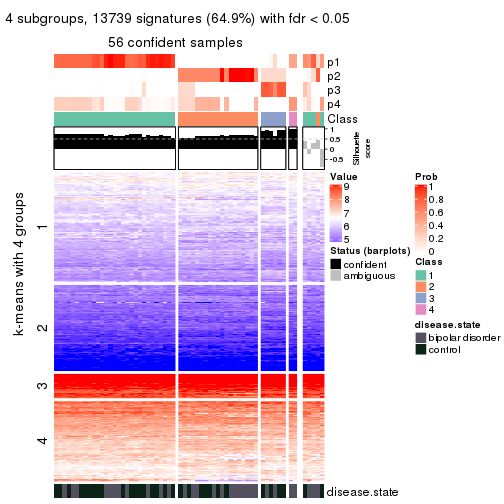 4 subgroups, 13739 signatures (64.9%) with fdr < 0.05
56 confident samples
p1
p2
p3
p4
Class
1
0.5
0
-0.5
Silhouette
score
k-means with 4 groups
1
2
3
4
disease.state
Value
9
8
7
6
5
Status (barplots)
confident
ambiguous
Prob
1
0.8
0.6
0.4
0.2
0
Class
1
2
3
4
disease.state
bipolar disorder
control